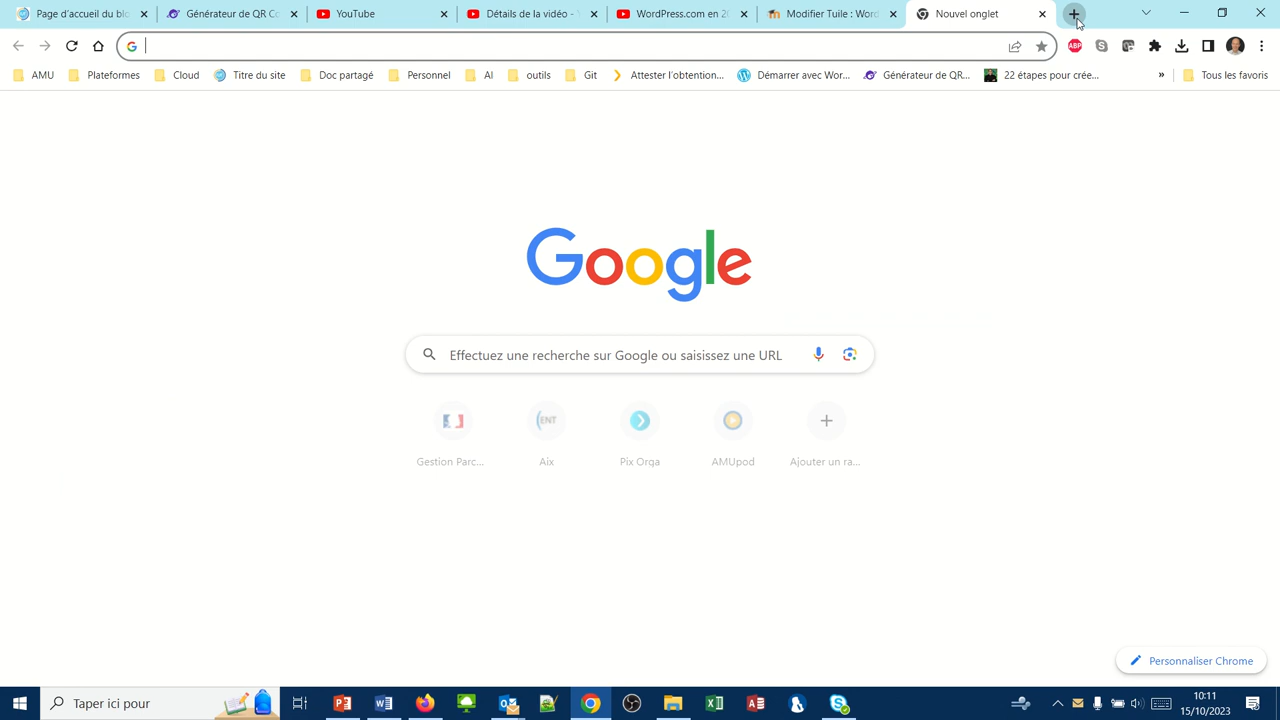 Page d'accueil du blo
Générateur de QR Co
YouTube
Détails de la vidéo -
WordPress.com en 20
Modifier Tuile : Word
Nouvel onglet
ABP
AMU
Plateformes
Cloud
Titre du site
Doc partagé
Personnel
AI
outils
Git
Attester l'obtention...
Démarrer avec Wor...
Générateur de QR...
22 étapes pour crée...
»
Tous les favoris
Google
Effectuez une recherche sur Google ou saisissez une URL
ENT
Gestion Parc...
Aix
Pix Orga
AMUpod
Ajouter un ra...
Personnaliser Chrome
Taper ici pour
10:11
15/10/2023